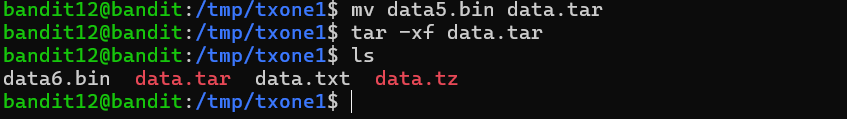 bandit12@bandit:/tmp/txone1$ mv data5.bin data.tar
bandit12@bandit:/tmp/txone1$ tar -xf data.tar
bandit12@bandit:/tmp/txone1$ ls
data6.bin  data.tar  data.txt  data.tz
bandit12@bandit:/tmp/txone1$